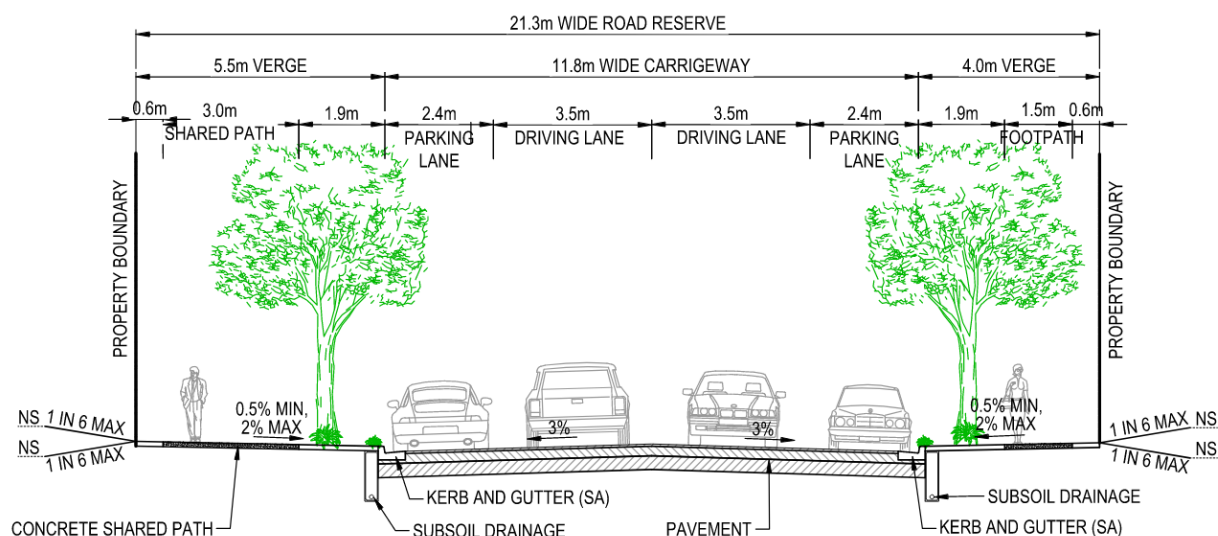 21.3m WIDE ROAD RESERVE
5.5m VERGE
11.8m WIDE CARRIGEWAY
4.0m VERGE
0.6m
3.0m
SHARED PATH
1.9m
2.4m
PARKING
LANE
3.5m
DRIVING LANE
3.5m
DRIVING LANE
2.4m
PARKING
LANE
1.9m
1.5m
FOOTPATH
0.6m
PROPERTY BOUNDARY
PROPERTY BOUNDARY
NS 1 IN 6 MAX
NS
1 IN 6 MAX
0.5% MIN,
2% MAX
3%
3%
0.5% MIN,
2% MAX
1 IN 6 MAX NS
1 IN 6 MAX
NS
CONCRETE SHARED PATH
KERB AND GUTTER (SA)
SUBSOIL DRAINAGE
PAVEMENT
SUBSOIL DRAINAGE
KERB AND GUTTER (SA)